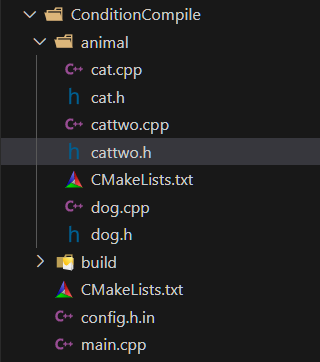 ConditionCompile
animal
cat.cpp
cat.h
cattwo.cpp
cattwo.h
CMakeLists.txt
dog.cpp
dog.h
build
CMakeLists.txt
config.h.in
main.cpp